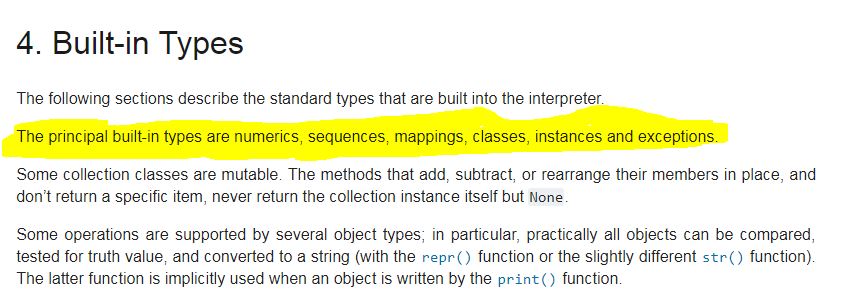 4. Built-in Types
The following sections describe the standard types that are built into the interpreter.
The principal built-in types are numerics, sequences, mappings, classes, instances and exceptions.
Some collection classes are mutable. The methods that add, subtract, or rearrange their members in place, and
don’t return a specific item, never return the collection instance itself but None.
Some operations are supported by several object types; in particular, practically all objects can be compared,
tested for truth value, and converted to a string (with the repr() function or the slightly different str() function).
The latter function is implicitly used when an object is written by the print() function.